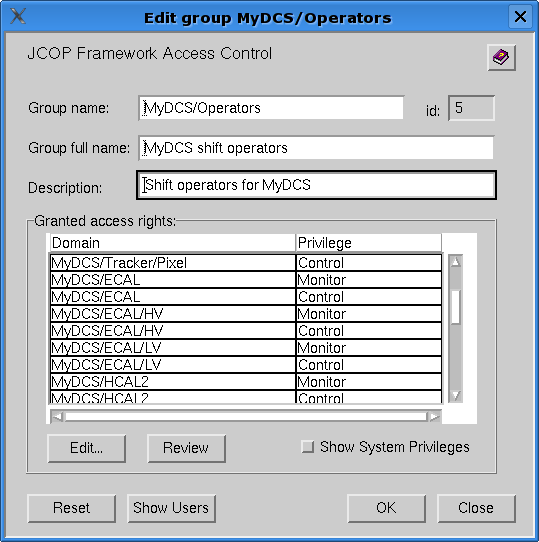 Edit group MyDCS/Operators
JCOP Framework Access Control
Group name: MyDCS/Operators id: 5
Group full name: MyDCS shift operators
Description: Shift operators for MyDCS
Granted access rights:
Domain Privilege
MyDCS/Tracker/Pixel Control
MyDCS/ECAL Monitor
MyDCS/ECAL Control
MyDCS/ECAL/HV Monitor
MyDCS/ECAL/HV Control
MyDCS/ECAL/LV Monitor
MyDCS/ECAL/LV Control
MyDCS/HCAL2 Monitor
MyDCS/HCAL2 Control
Edit... Review Show System Privileges
Reset Show Users OK Close